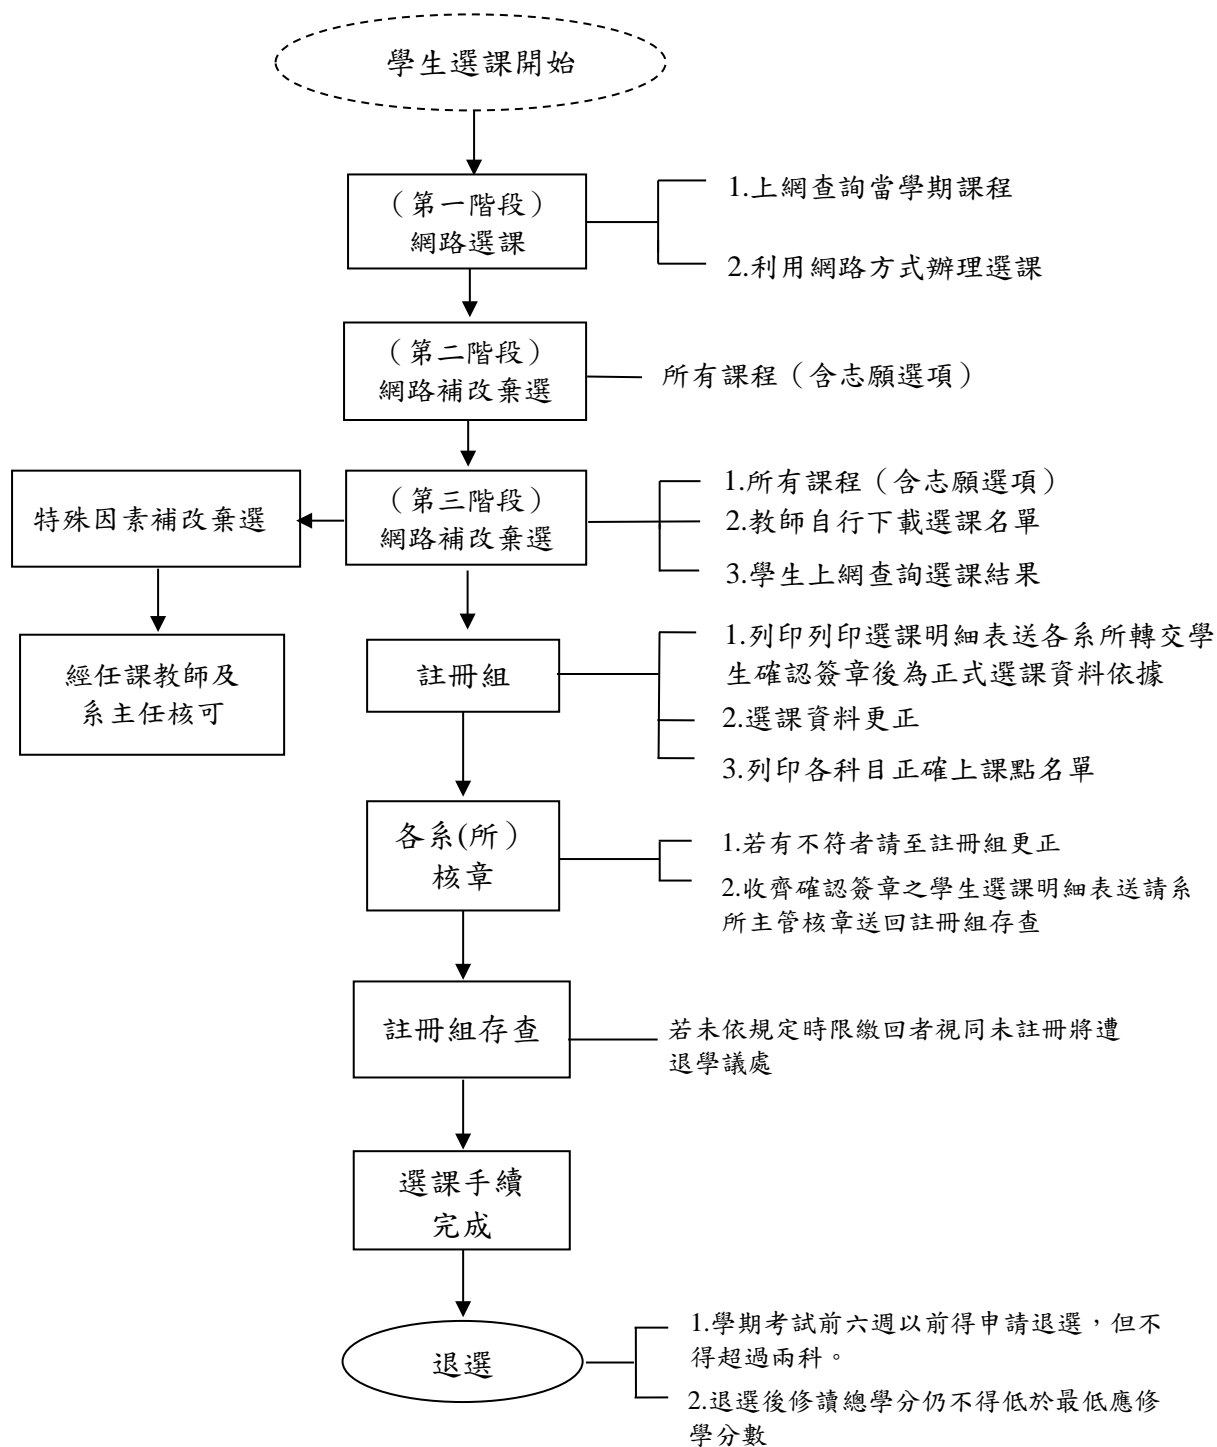 學生選課開始
（第一階段）
網路選課
1.上網查詢當學期課程
2.利用網路方式辦理選課
（第二階段）
網路補改棄選
所有課程（含志願選項）
特殊因素補改棄選
（第三階段）
網路補改棄選
1.所有課程（含志願選項）
2.教師自行下載選課名單
3.學生上網查詢選課結果
經任課教師及
系主任核可
註冊組
1.列印列印選課明細表送各系所轉交學
生確認簽章後為正式選課資料依據
2.選課資料更正
3.列印各科目正確上課點名單
各系(所）
核章
1.若有不符者請至註冊組更正
2.收齊確認簽章之學生選課明細表送請系
所主管核章送回註冊組存查
註冊組存查
若未依規定時限繳回者視同未註冊將遭
退學議處
選課手續
完成
退選
1.學期考試前六週以前得申請退選，但不
得超過兩科。
2.退選後修讀總學分仍不得低於最低應修
學分數